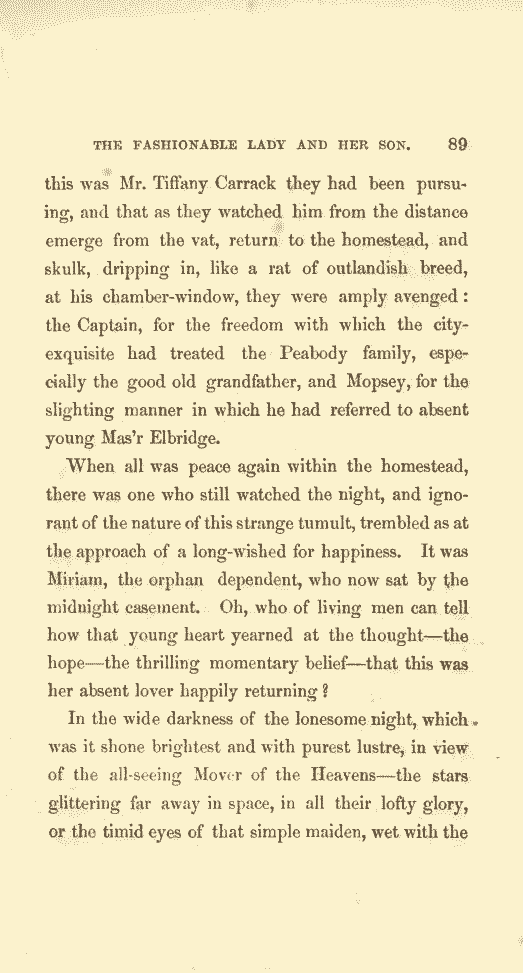 THE FASHIONABLE LADY AND HER SON. 89
this was Mr. Tiffany Carrack they had been pursu-
ing, and that as they watched him from the distance
emerge from the vat, return to the homestead, and
skulk, dripping in, like a rat of outlandish breed,
at his chamber-window, they were amply avenged:
the Captain, for the freedom with which the city-
exquisite had treated the Peabody family, espe-
cially the good old grandfather, and Mopsey, for the
slighting manner in which he had referred to absent
young Mas'r Elbridge.
When all was peace again within the homestead,
there was one who still watched the night, and igno-
rant of the nature of this strange tumult, trembled as at
the approach of a long-wished for happiness. It was
Miriam, the orphan dependent, who now sat by the
midnight casement. Oh, who of living men can tell
how that young heart yearned at the thought—the
hope—the thrilling momentary belief—that this was
her absent lover happily returning?
In the wide darkness of the lonesome night, which
was it shone brightest and with purest lustre, in view
of the all-seeing Mover of the Heavens—the stars
glittering far away in space, in all their lofty glory,
or the timid eyes of that simple maiden, wet with the